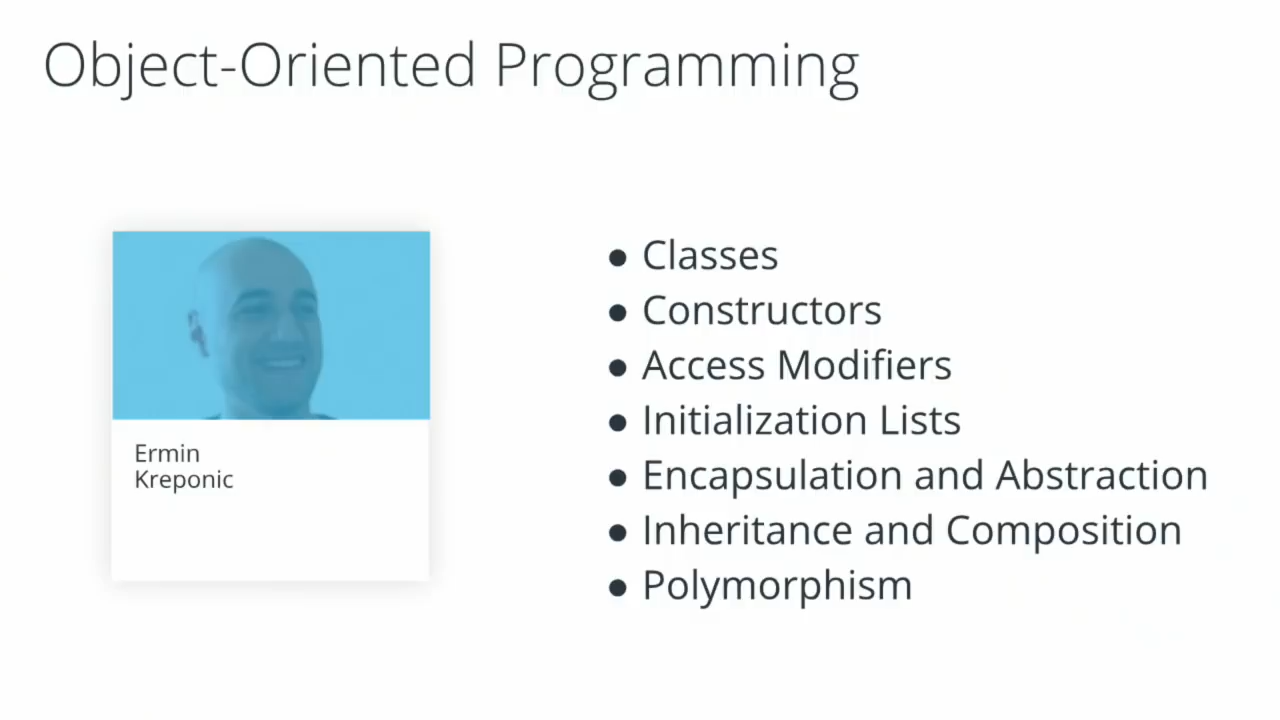 Object-Oriented Programming
Ermin
Kreponic
● Classes
● Constructors
● Access Modifiers
● Initialization Lists
● Encapsulation and Abstraction
● Inheritance and Composition
● Polymorphism